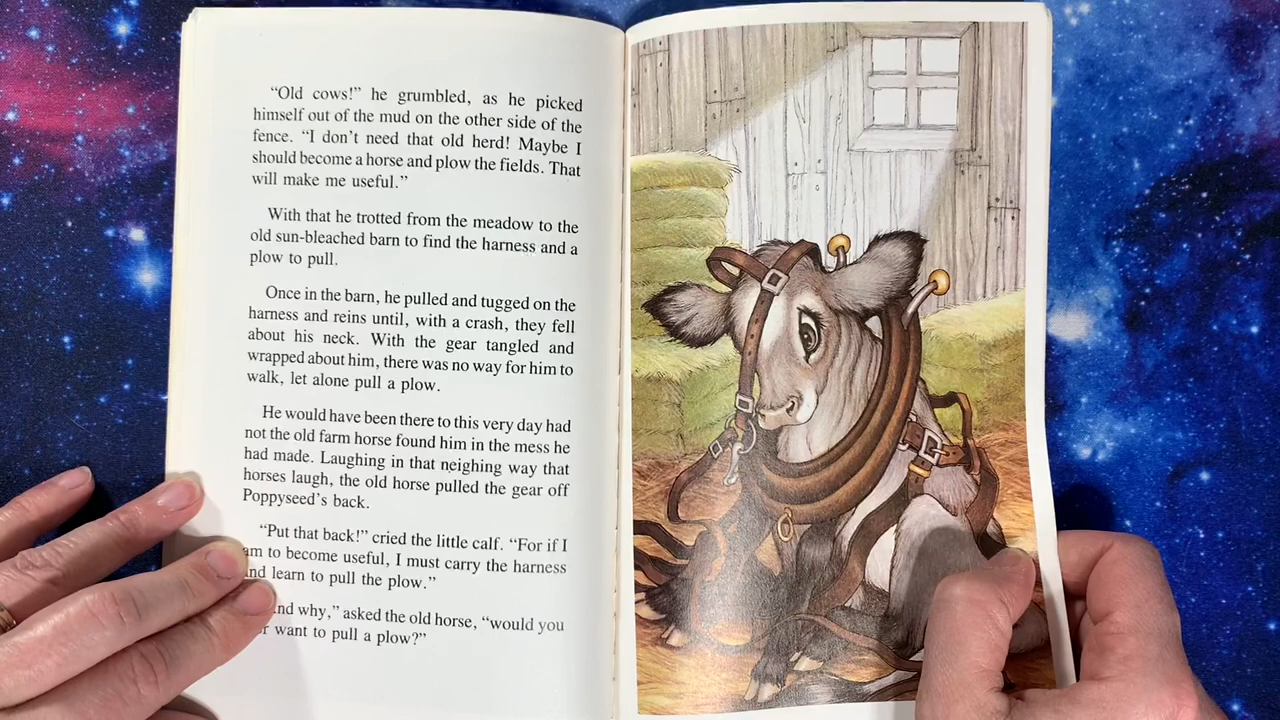 “Old cows!” he grumbled, as he picked
himself out of the mud on the other side of the
fence. “I don’t need that old herd! Maybe I
should become a horse and plow the fields. That
will make me useful.”
With that he trotted from the meadow to the
old sun-bleached barn to find the harness and a
plow to pull.
Once in the barn, he pulled and tugged on the
harness and reins until, with a crash, they fell
about his neck. With the gear tangled and
wrapped about him, there was no way for him to
walk, let alone pull a plow.
He would have been there to this very day had
not the old farm horse found him in the mess he
had made. Laughing in that neighing way that
horses laugh, the old horse pulled the gear off
Poppyseed’s back.
“Put that back!” cried the little calf. “For if I
am to become useful, I must carry the harness
and learn to pull the plow.”
why,” asked the old horse, “would you
want to pull a plow?”